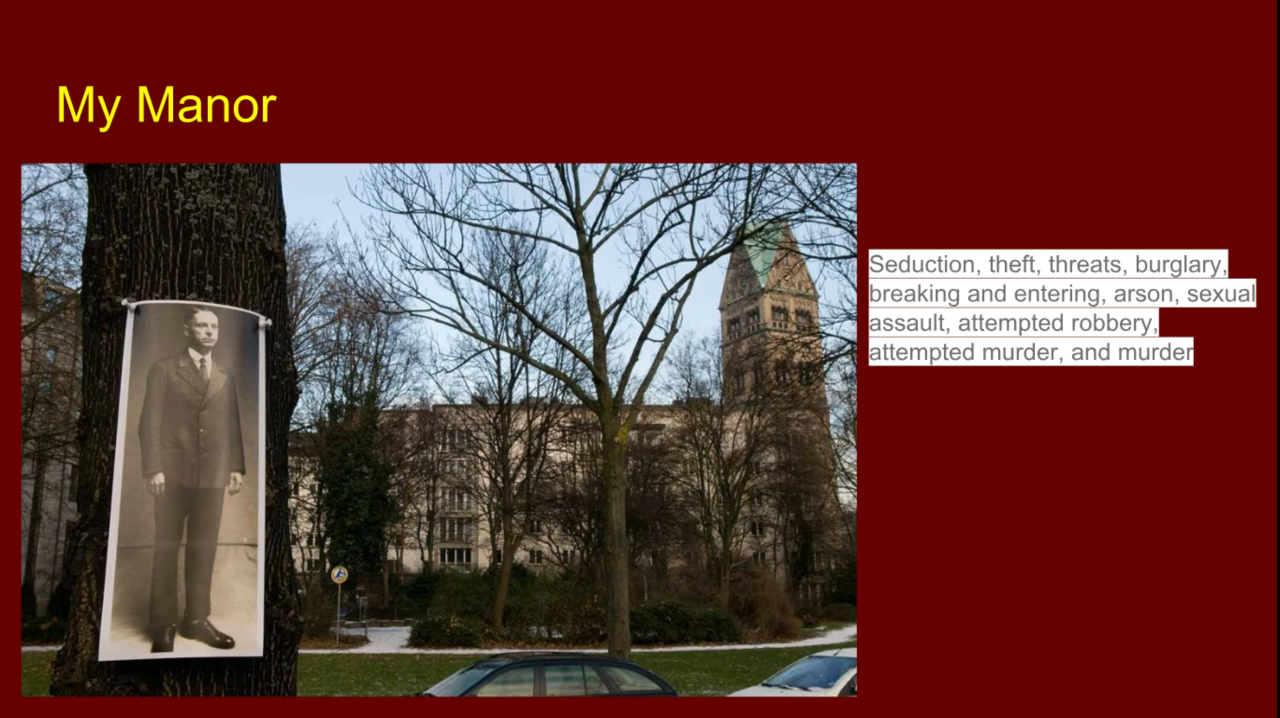 My Manor
Seduction, theft, threats, burglary,
breaking and entering, arson, sexual
assault, attempted robbery,
attempted murder, and murder